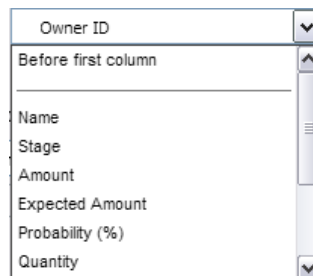 Owner ID
Before first column
Name
Stage
Amount
Expected Amount
Probability (%)
Quantity